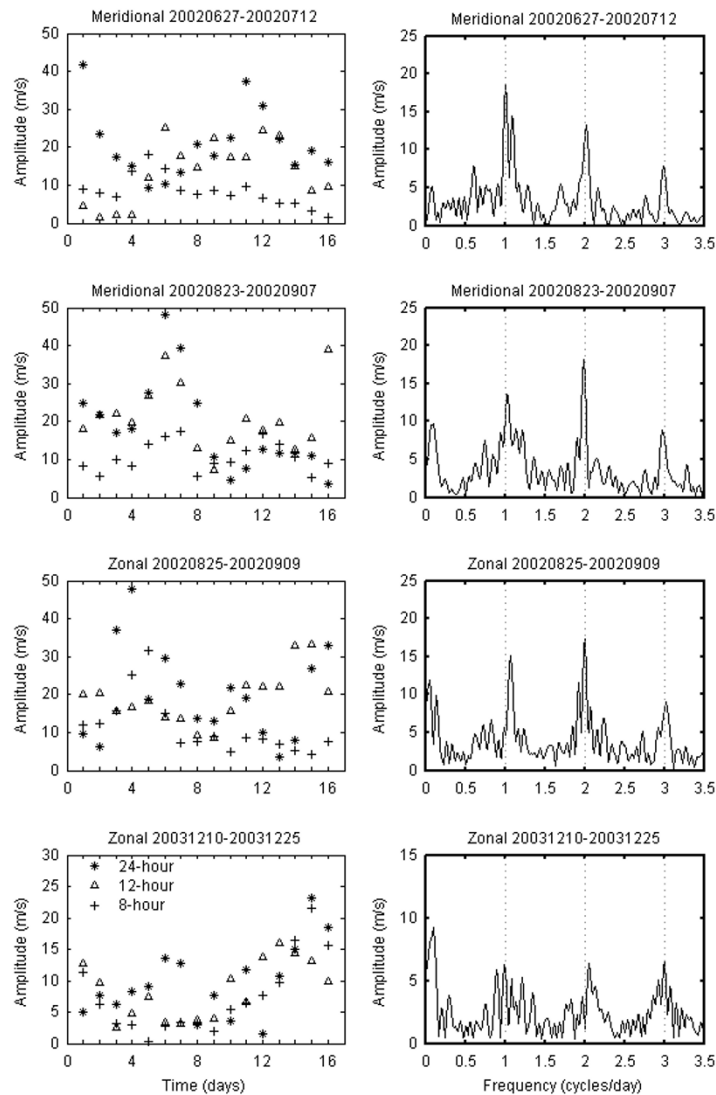 Meridional 20020627-20020712
Meridional 20020627-20020712
50
40
30
20
10
0
Amplitude (m/s)
0 4 8 12 16
25
20
15
10
5
0
Amplitude (m/s)
0 0.5 1 1.5 2 2.5 3 3.5
Meridional 20020823-20020907
Meridional 20020823-20020907
50
40
30
20
10
0
Amplitude (m/s)
0 4 8 12 16
25
20
15
10
5
0
Amplitude (m/s)
0 0.5 1 1.5 2 2.5 3 3.5
Zonal 20020825-20020909
Zonal 20020825-20020909
50
40
30
20
10
0
Amplitude (m/s)
0 4 8 12 16
25
20
15
10
5
0
Amplitude (m/s)
0 0.5 1 1.5 2 2.5 3 3.5
Zonal 20031210-20031225
Zonal 20031210-20031225
30
25
20
15
10
5
0
Amplitude (m/s)
24-hour
12-hour
8-hour
0 4 8 12 16
Time (days)
15
10
5
0
Amplitude (m/s)
0 0.5 1 1.5 2 2.5 3 3.5
Frequency (cycles/day)